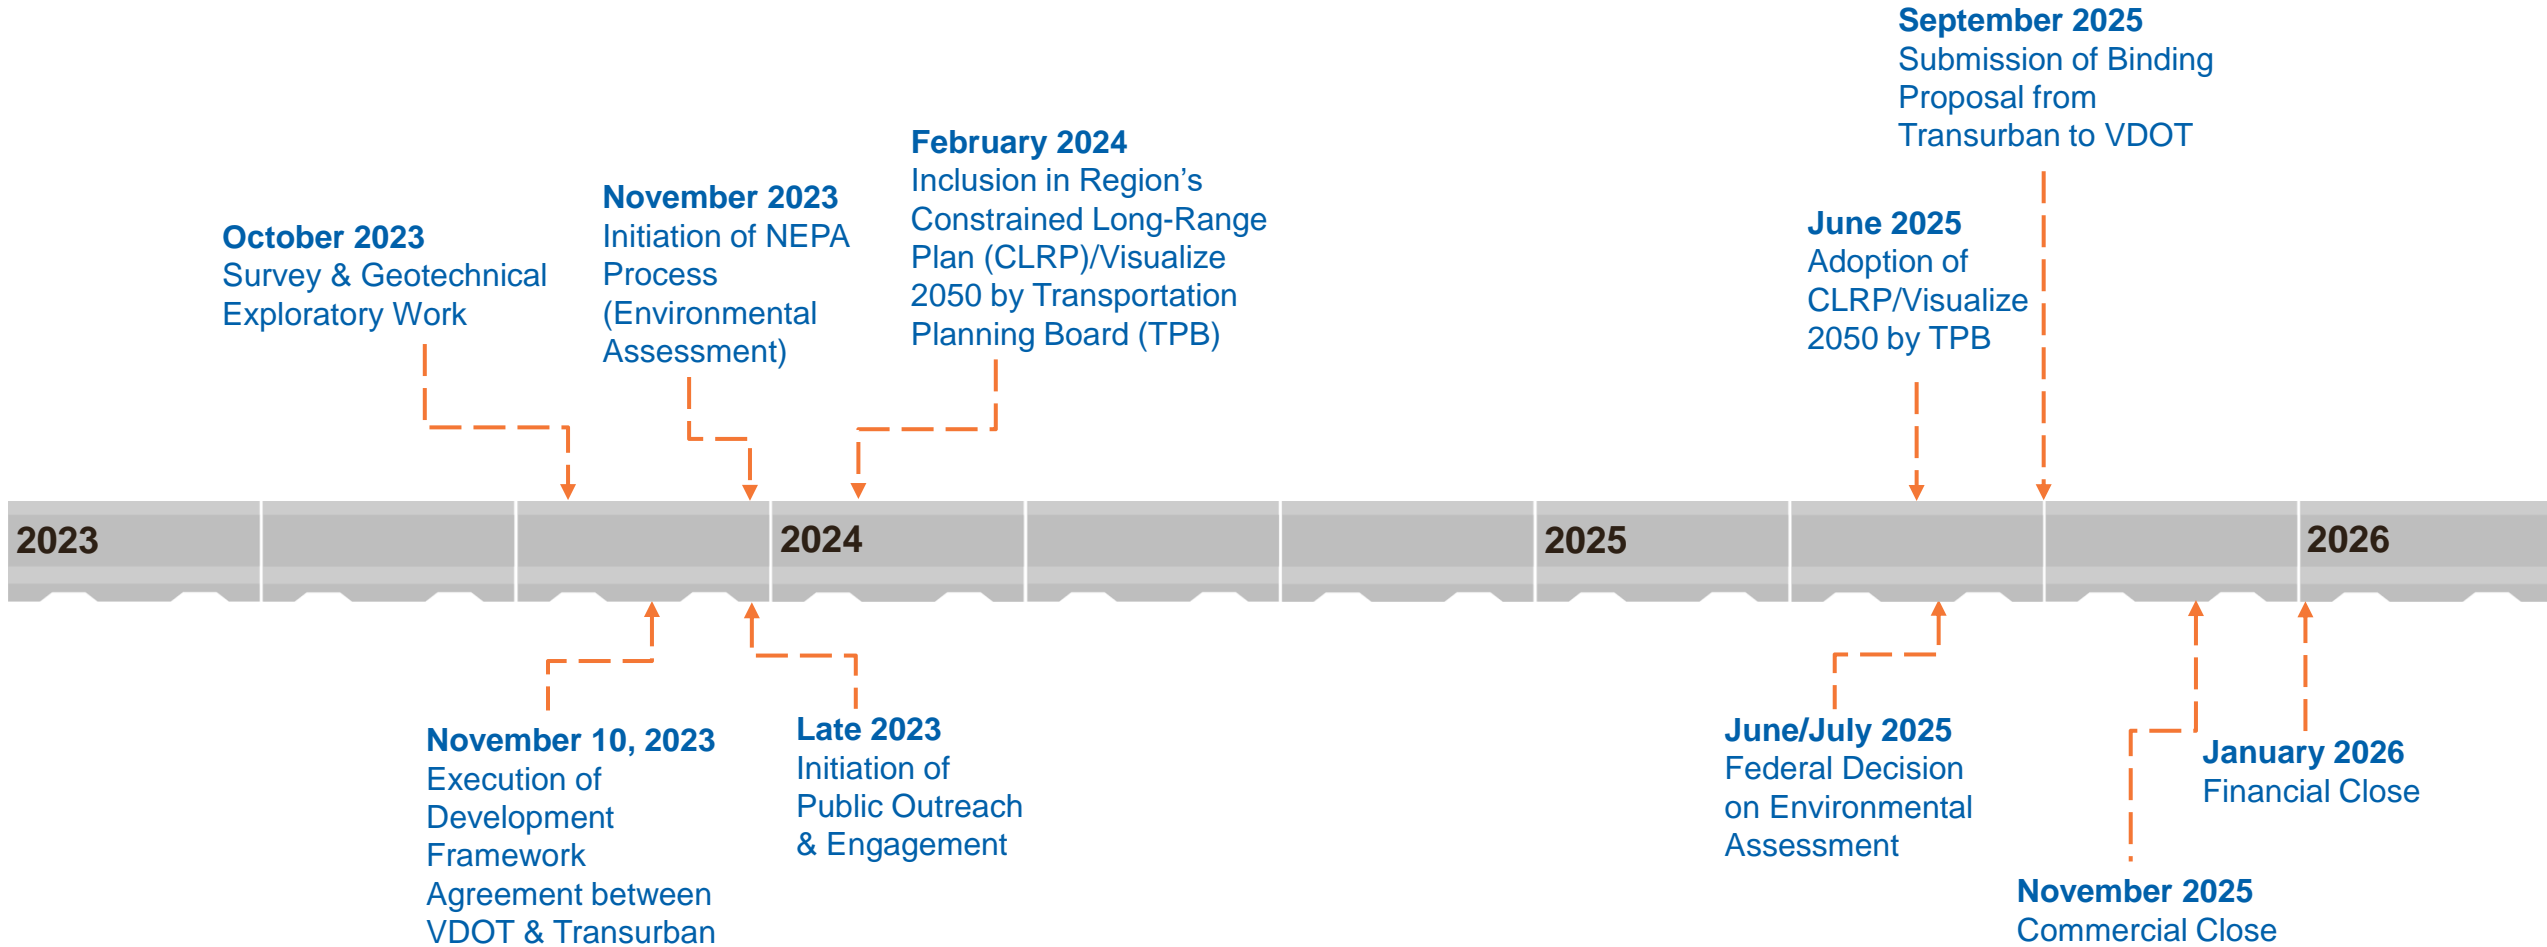 September 2025
Submission of Binding
Proposal from
Transurban to VDOT
February 2024
Inclusion in Region’s
Constrained Long-Range
Plan (CLRP)/Visualize
2050 by Transportation
Planning Board (TPB)
November 2023
Initiation of NEPA
Process
(Environmental
Assessment)
June 2025
Adoption of
CLRP/Visualize
2050 by TPB
October 2023
Survey & Geotechnical
Exploratory Work
2023
2024
2025
2026
November 10, 2023
Execution of
Development
Framework
Agreement between
VDOT & Transurban
Late 2023
Initiation of
Public Outreach
& Engagement
June/July 2025
Federal Decision
on Environmental
Assessment
January 2026
Financial Close
November 2025
Commercial Close